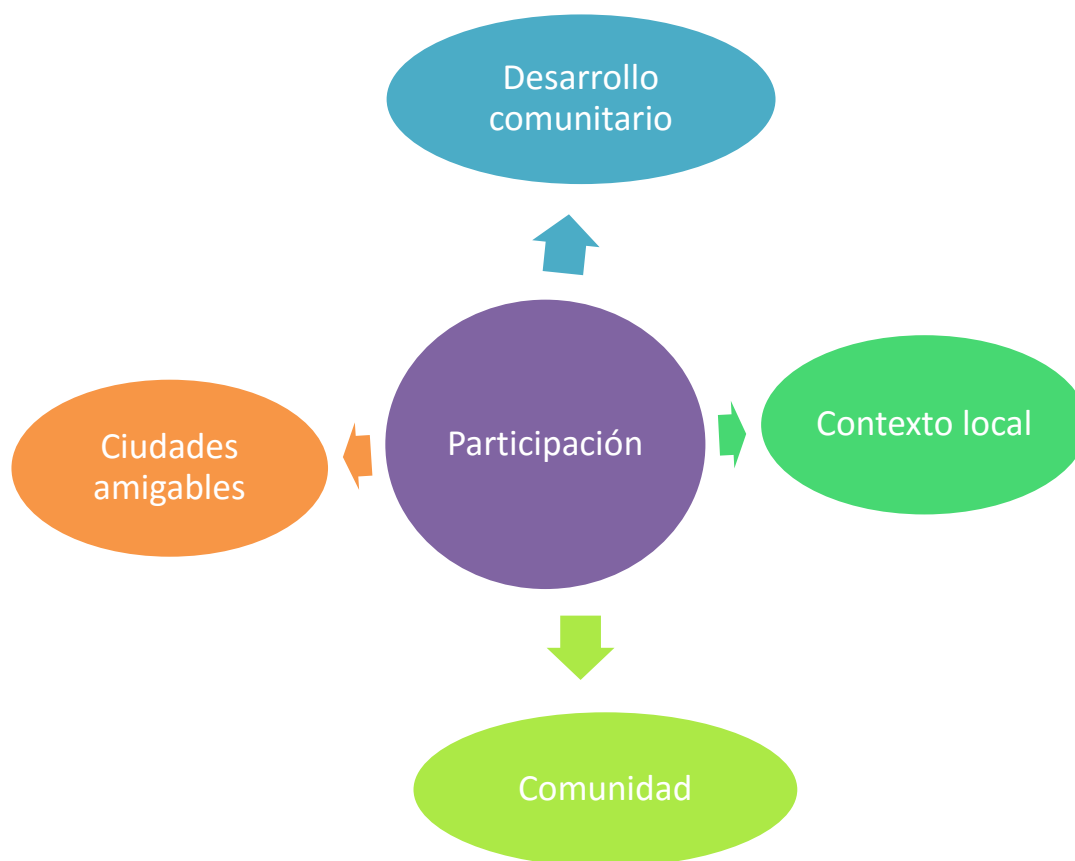 Desarrollo
comunitario
Ciudades
amigables
Participación
Contexto local
Comunidad